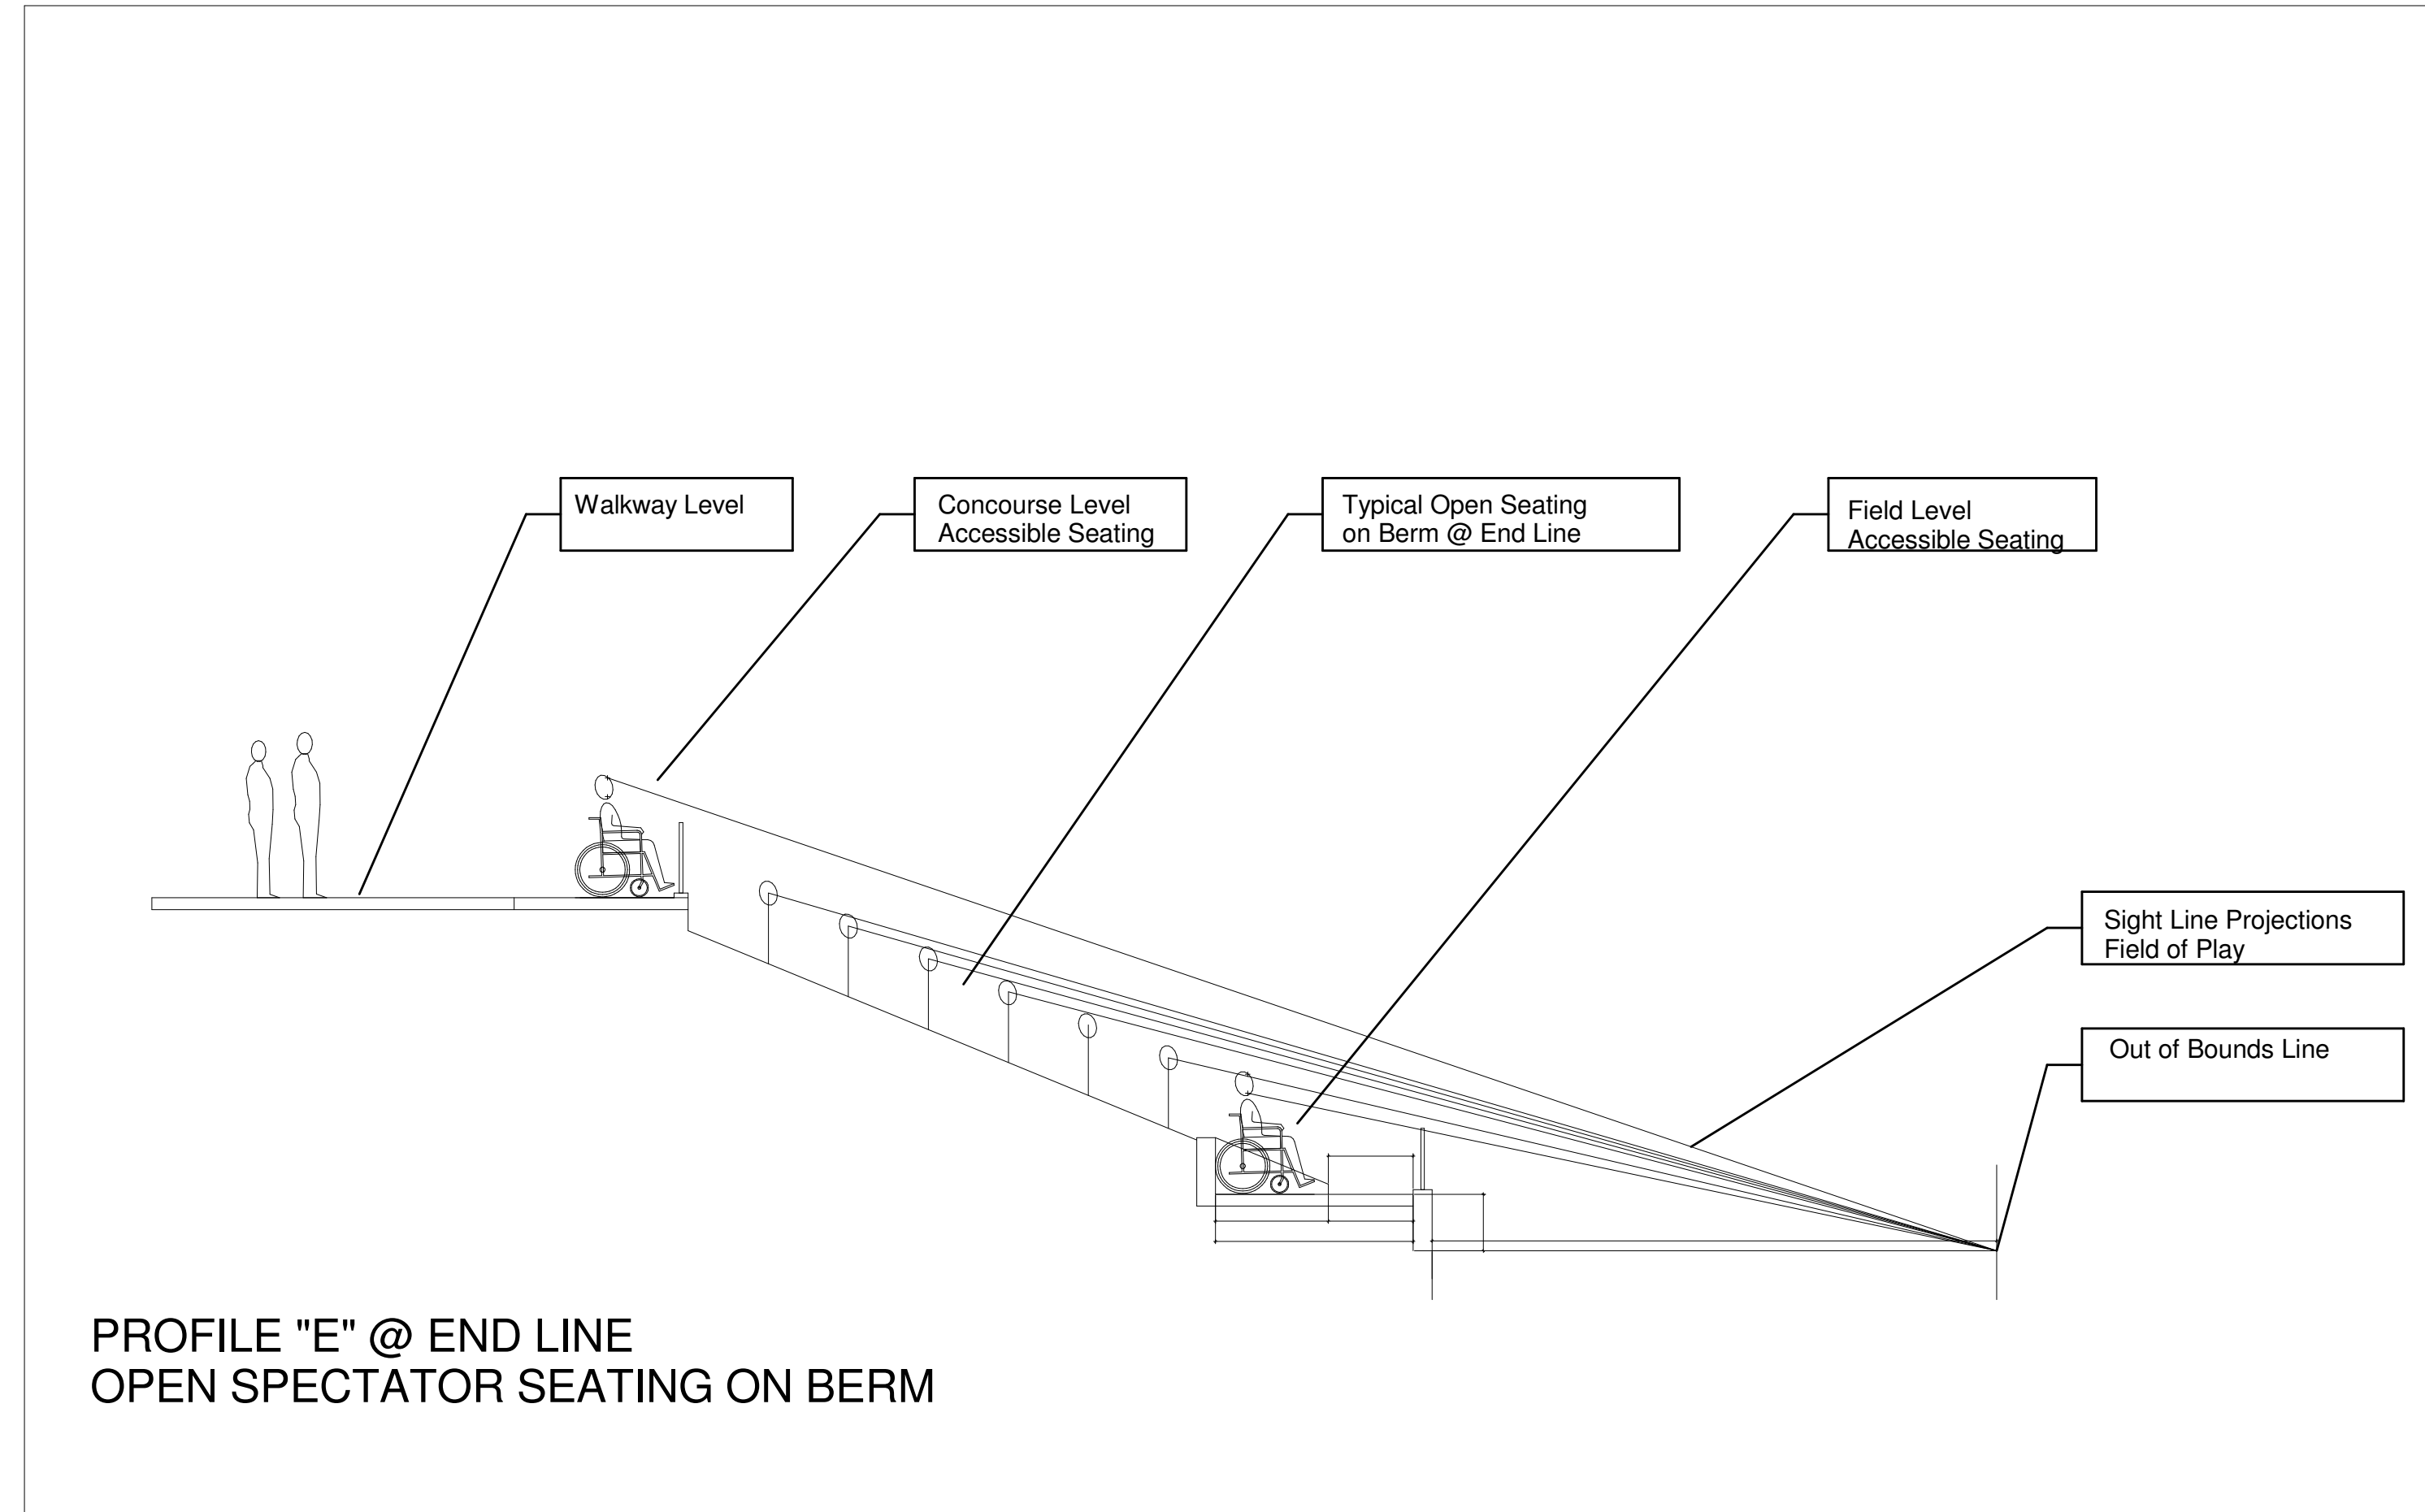 Walkway Level
Concourse Level
Accessible Seating
Typical Open Seating
on Berm @ End Line
Field Level
Accessible Seating
Sight Line Projections
Field of Play
Out of Bounds Line
PROFILE "E" @ END LINE
OPEN SPECTATOR SEATING ON BERM